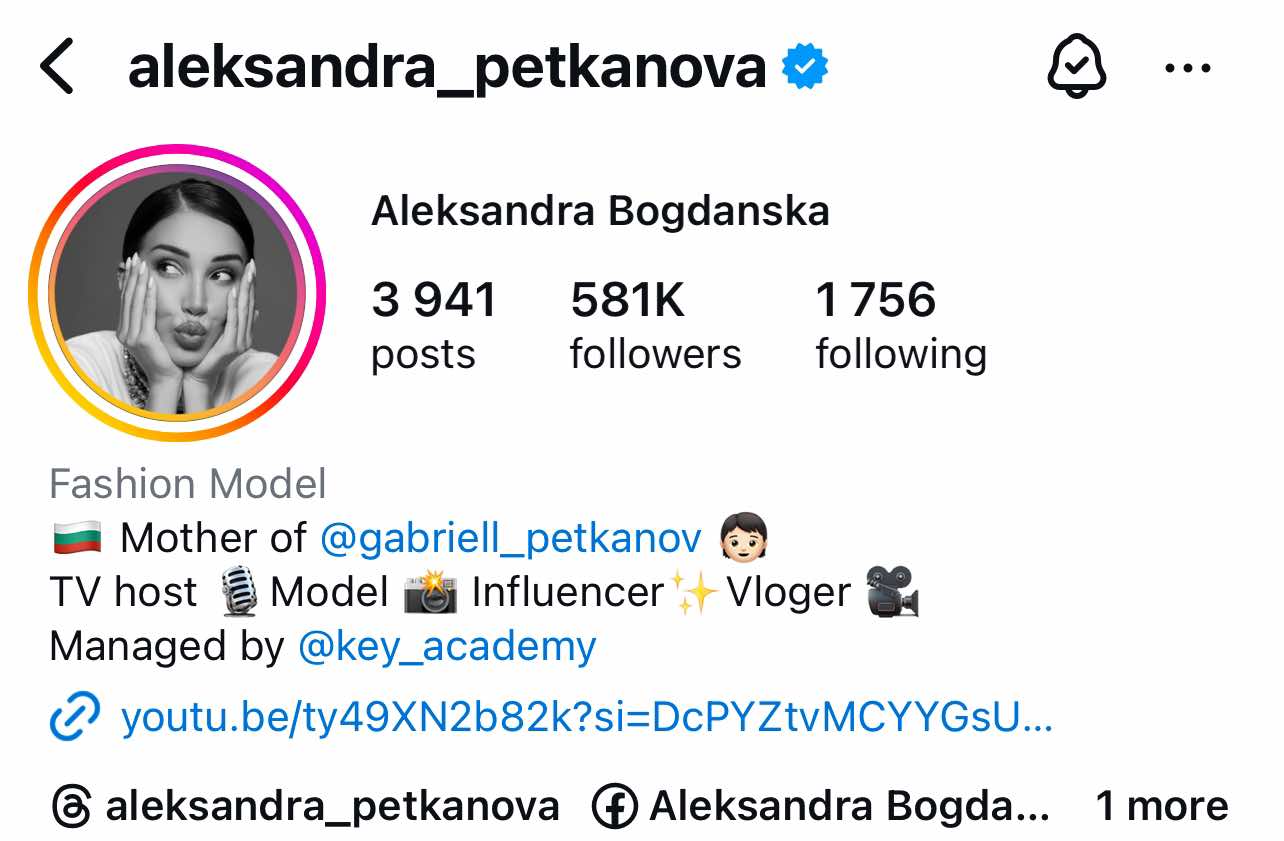 aleksandra_petkanova
Aleksandra Bogdanska
3 941 581K 1 756
posts followers following
Fashion Model
🇧🇬 Mother of @gabriell_petkanov 🧒🏻
TV host 🎙️Model 📸 Influencer✨Vloger 🎥
Managed by @key_academy
youtu.be/ty49XN2b82k?si=DcPYZtvMCYYGsU...
aleksandra_petkanova Aleksandra Bogda... 1 more